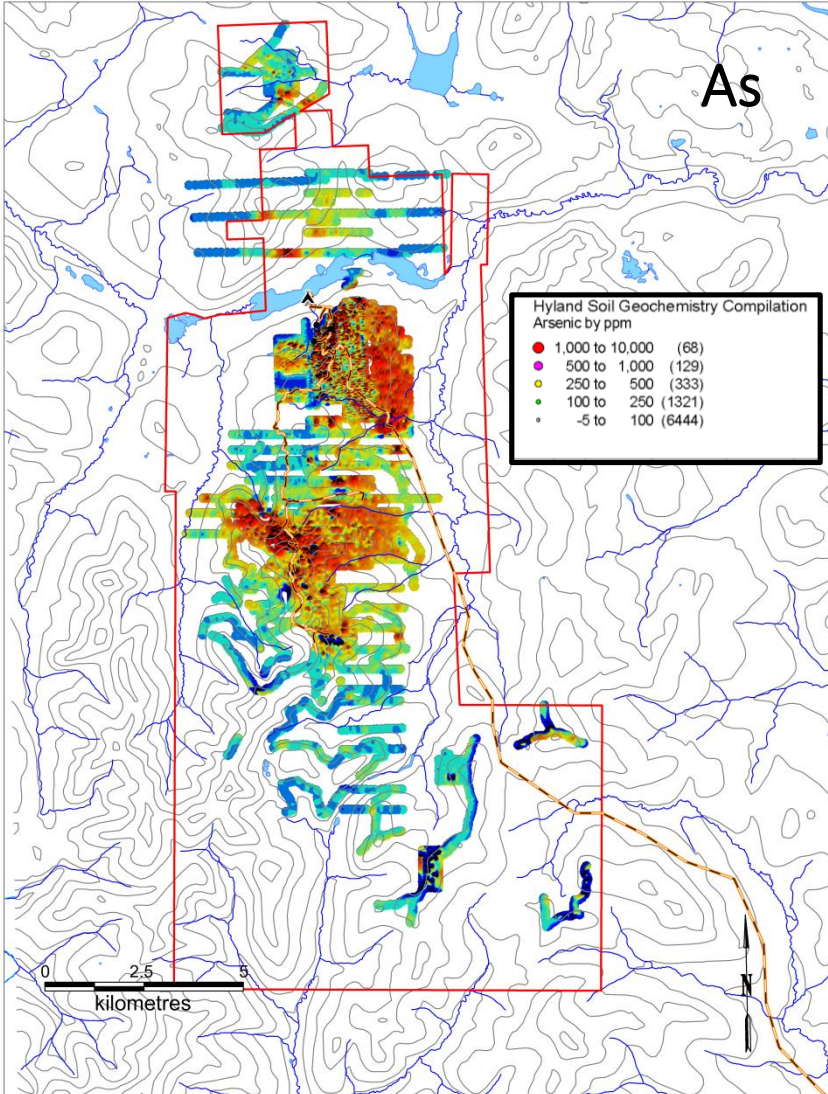 As
Hyland Soil Geochemistry Compilation
Arsenic by ppm
1,000 to 10,000 (68)
500 to 1,000 (129)
250 to 500 (333)
100 to 250 (1321)
-5 to 100 (6444)
0 2.5 5
kilometres
N